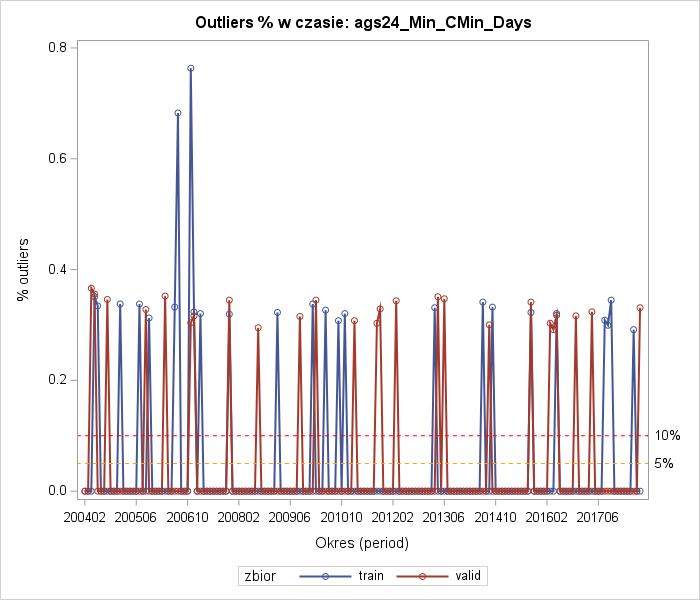 Outliers % w czasie: ags24_Min_CMin_Days
0.8
0.6
0.4
0.2
0.0
% outliers
10%
5%
200402 200506 200610 200802 200906 201010 201202 201306 201410 201602 201706
Okres (period)
zbior train valid